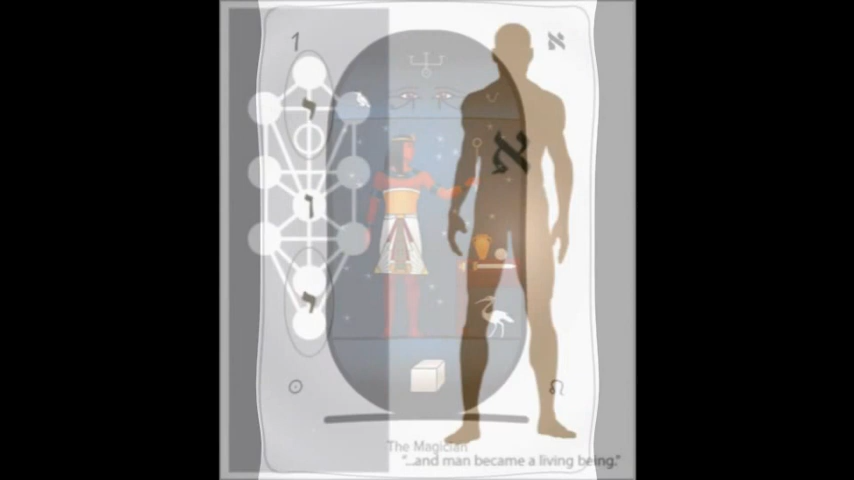 1 א
י
א
ו
י
The Magician
"...and man became a living being."